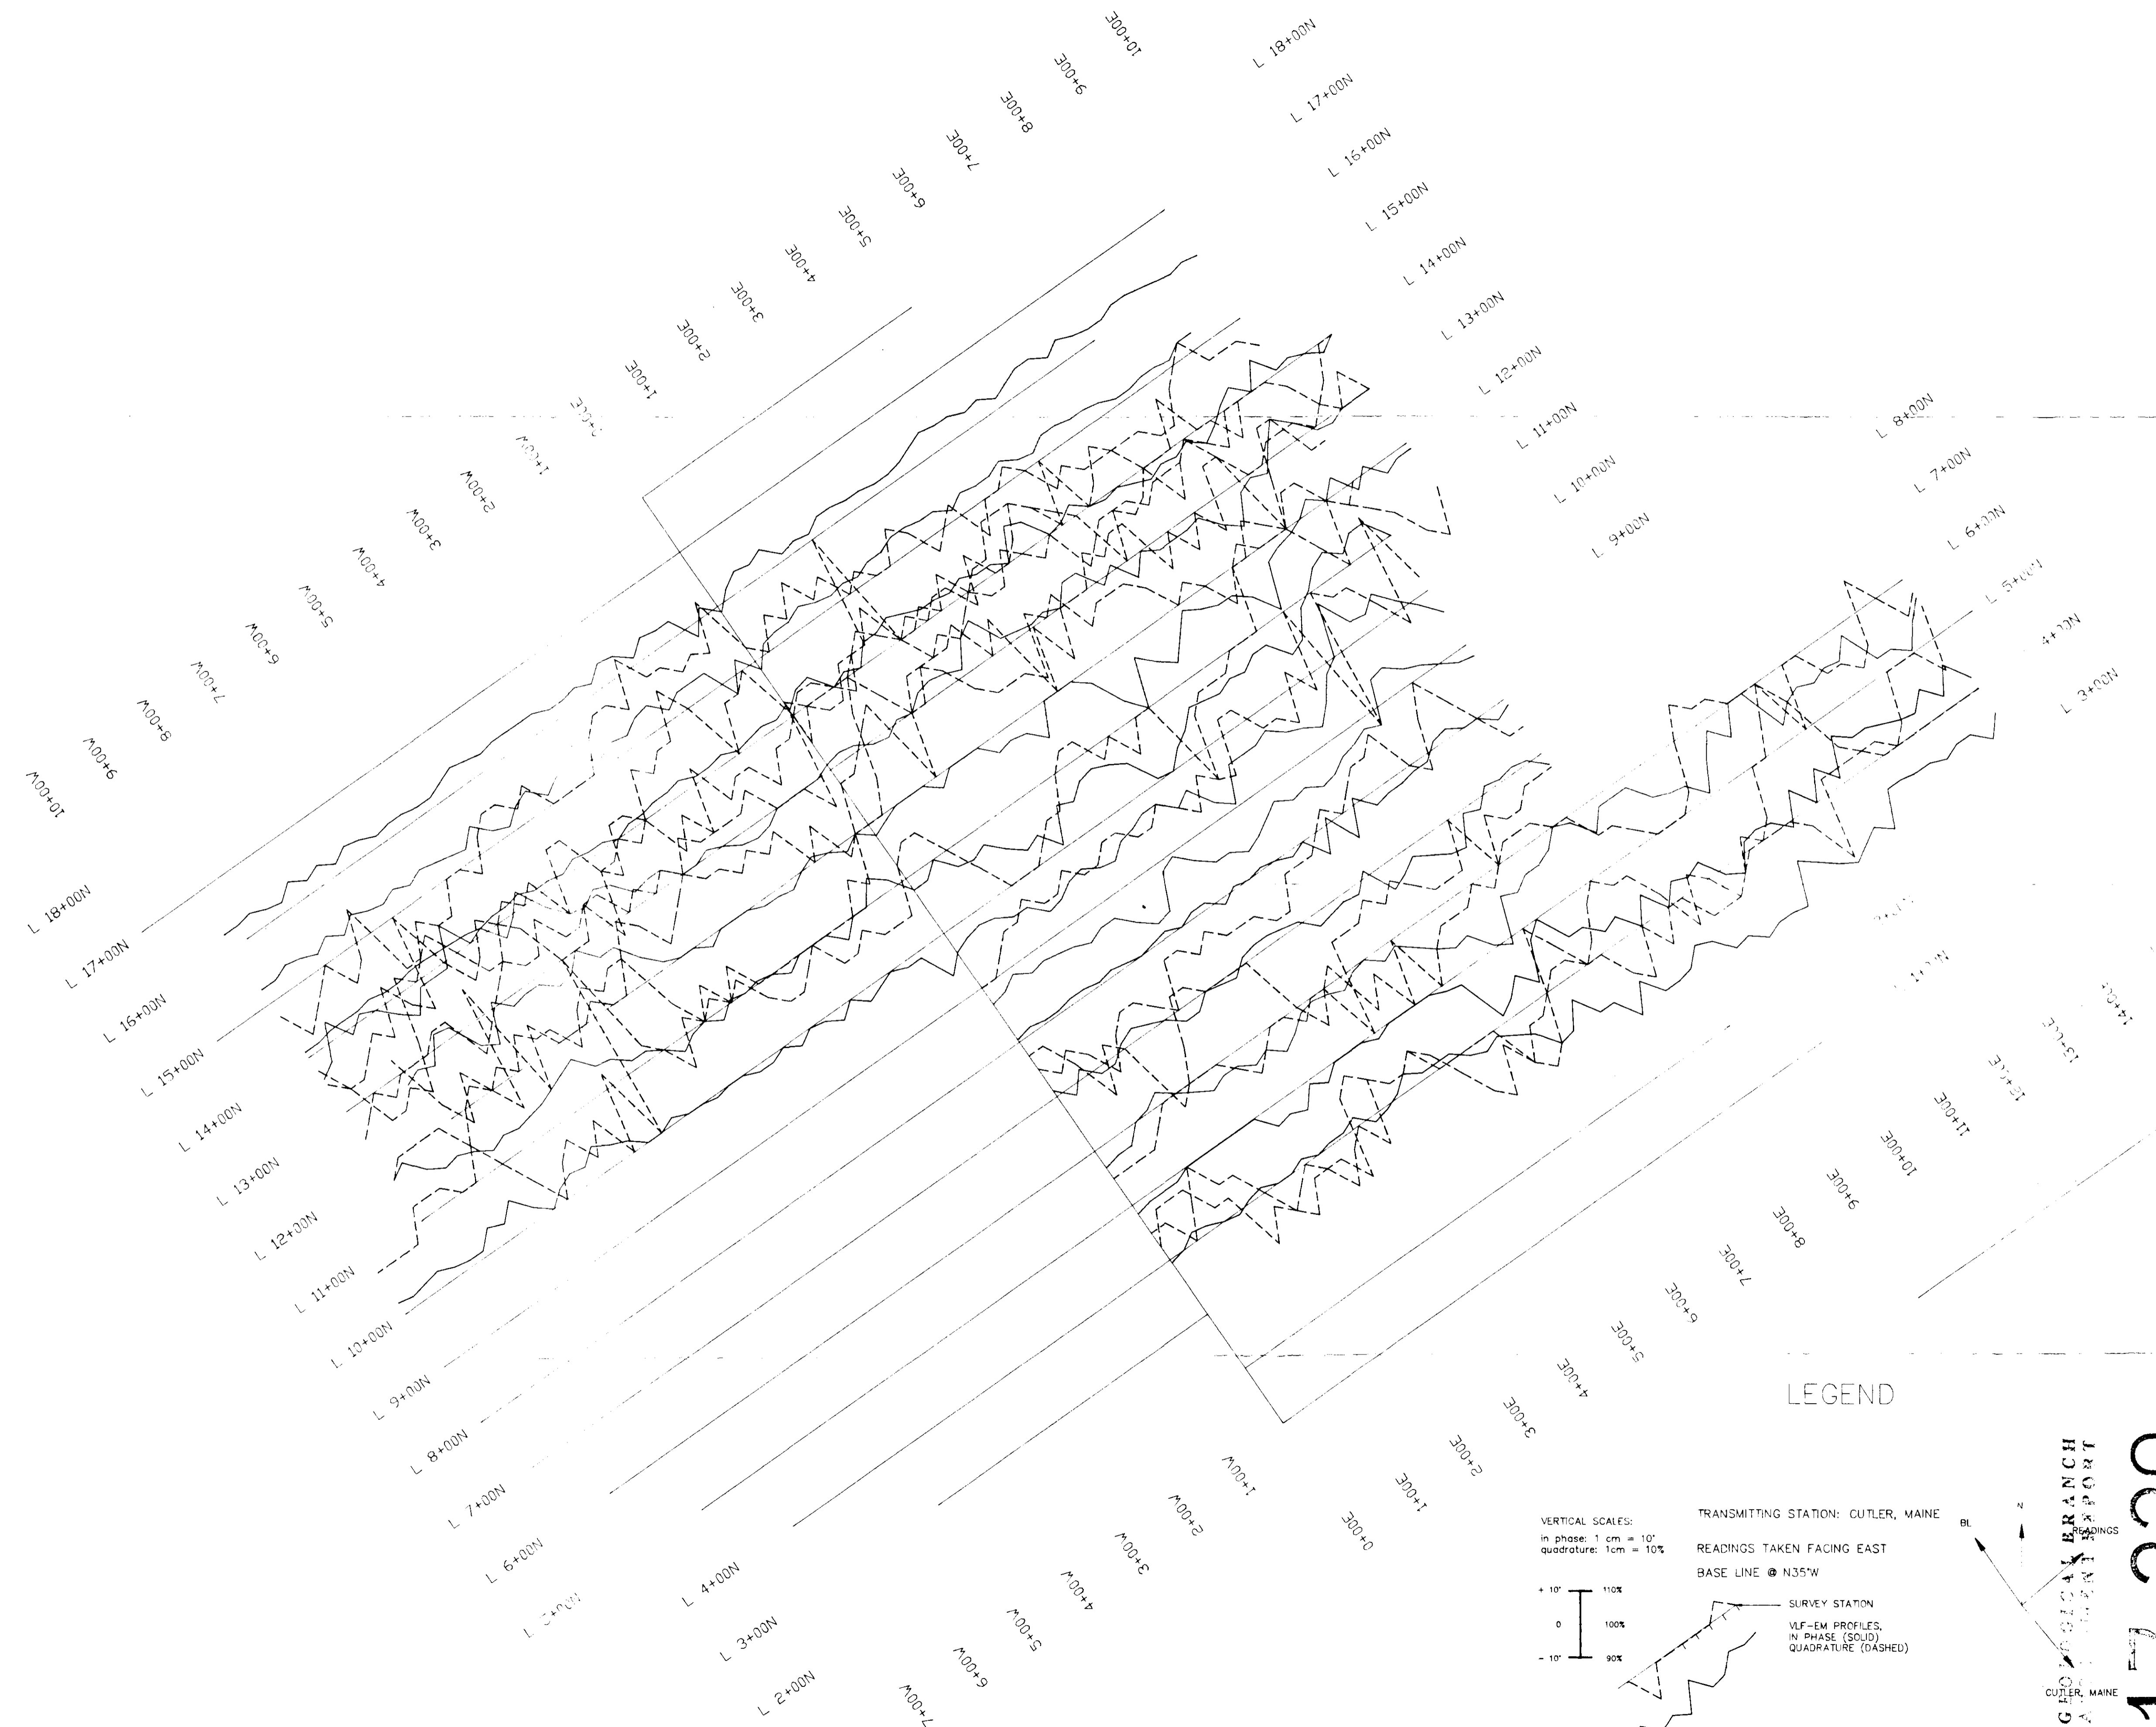 10+00E
9+00E
8+00E
7+00E
6+00E
5+00E
4+00E
3+00E
2+00E
1+00E
1+00W
2+00W
3+00W
4+00W
5+00W
6+00W
7+00W
8+00W
9+00W
10+00W
L 18+00N
L 17+00N
L 16+00N
L 15+00N
L 14+00N
L 13+00N
L 12+00N
L 11+00N
L 10+00N
L 9+00N
L 8+00N
L 7+00N
L 6+00N
L 3+00N
L 18+00N
L 17+00N
L 16+00N
L 15+00N
L 14+00N
L 13+00N
L 12+00N
L 11+00N
L 10+00N
L 9+00N
L 8+00N
L 7+00N
L 6+00N
L 4+00N
L 3+00N
L 2+00N
11+00E
10+00E
9+00E
8+00E
7+00E
6+00E
5+00E
4+00E
3+00E
2+00E
1+00E
0+00E
1+00W
2+00W
3+00W
4+00W
5+00W
6+00W
7+00W
LEGEND
VERTICAL SCALES:
in phase: 1 cm = 10°
quadrature: 1cm = 10%
+ 10° 110%
0 100%
- 10° 90%
TRANSMITTING STATION: CUTLER, MAINE
READINGS TAKEN FACING EAST
BASE LINE @ N35°W
SURVEY STATION
VLF-EM PROFILES,
IN PHASE (SOLID)
QUADRATURE (DASHED)
BL
N
READINGS
CUTLER, MAINE
GEOLOGICAL BRANCH
REPORT